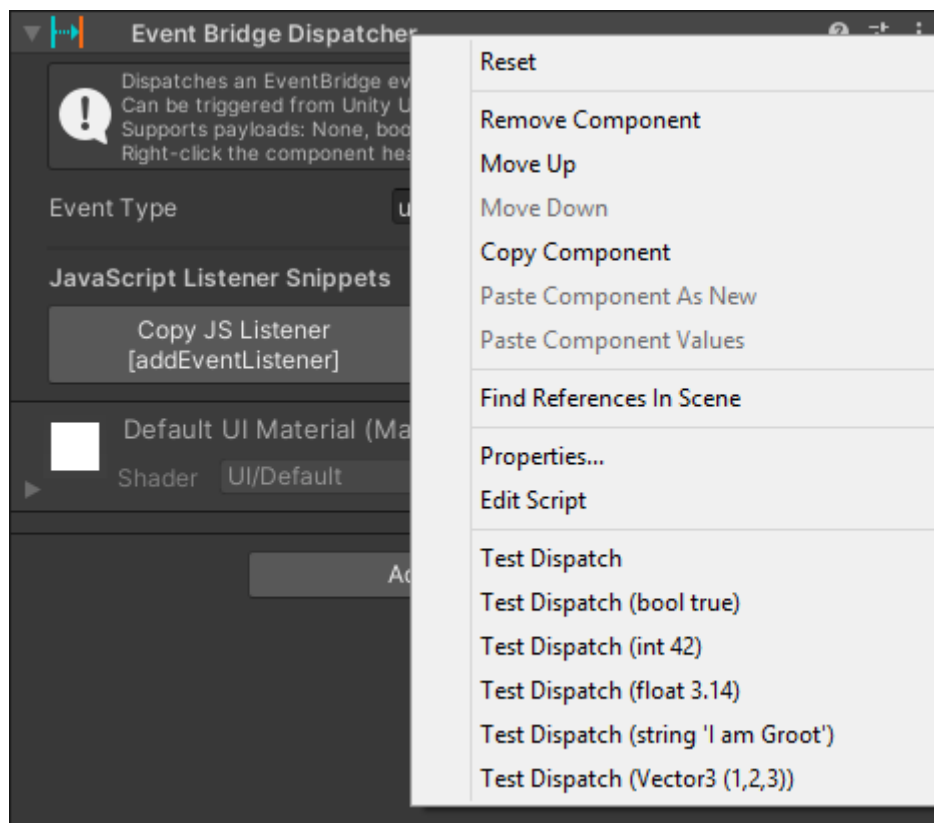 Event Bridge Dispatcher
Dispatches an EventBridge ev
Can be triggered from Unity U
Supports payloads: None, boo
Right-click the component hea
Event Type
u
JavaScript Listener Snippets
Copy JS Listener
[addEventListener]
Default UI Material (Ma
Shader
UI/Default
Ad
Reset
Remove Component
Move Up
Move Down
Copy Component
Paste Component As New
Paste Component Values
Find References In Scene
Properties...
Edit Script
Test Dispatch
Test Dispatch (bool true)
Test Dispatch (int 42)
Test Dispatch (float 3.14)
Test Dispatch (string 'I am Groot')
Test Dispatch (Vector3 (1,2,3))